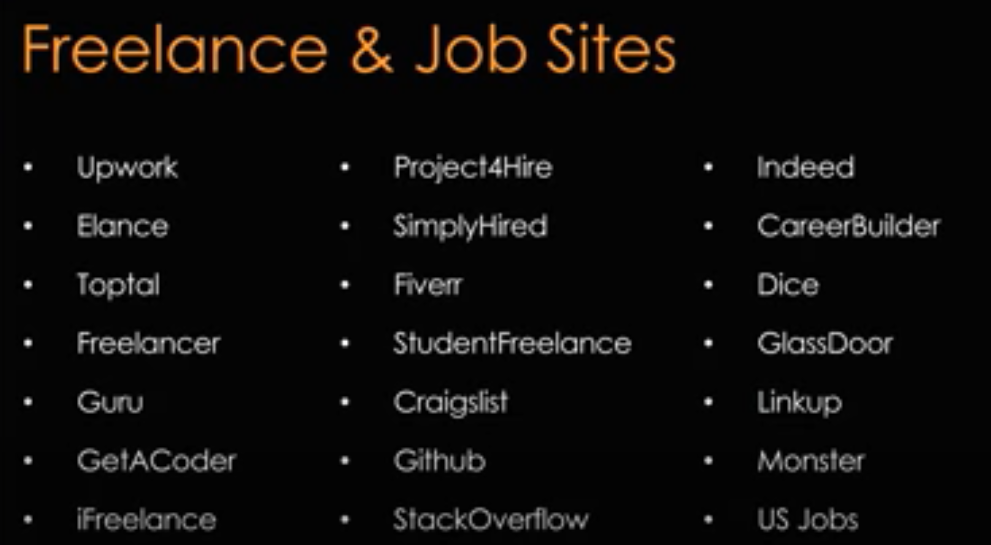 Freelance & Job Sites
• Upwork
• Elance
• Toptal
• Freelancer
• Guru
• GetACoder
• iFreelance
• Project4Hire
• SimplyHired
• Fiverr
• StudentFreelance
• Craigslist
• Github
• StackOverflow
• Indeed
• CareerBuilder
• Dice
• GlassDoor
• Linkup
• Monster
• US Jobs